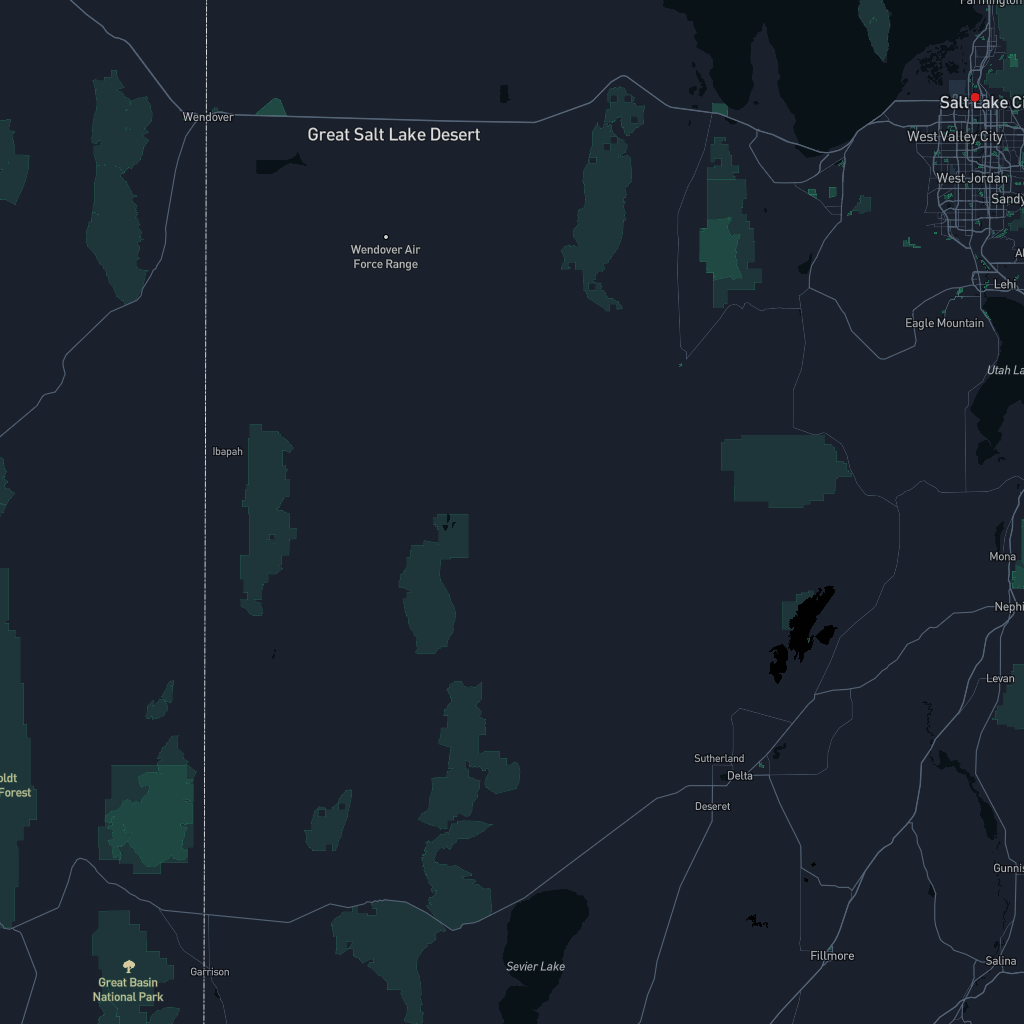 Farmington
Salt Lake Ci
Wendover
Great Salt Lake Desert
West Valley City
West Jordan
Sandy
Wendover Air
Force Range
Al
Lehi
Eagle Mountain
Utah La
Ibapah
Mona
Nephi
Levan
Sutherland
Delta
oldt
Forest
Deseret
Gunnis
Fillmore
Salina
Sevier Lake
Garrison
Great Basin
National Park